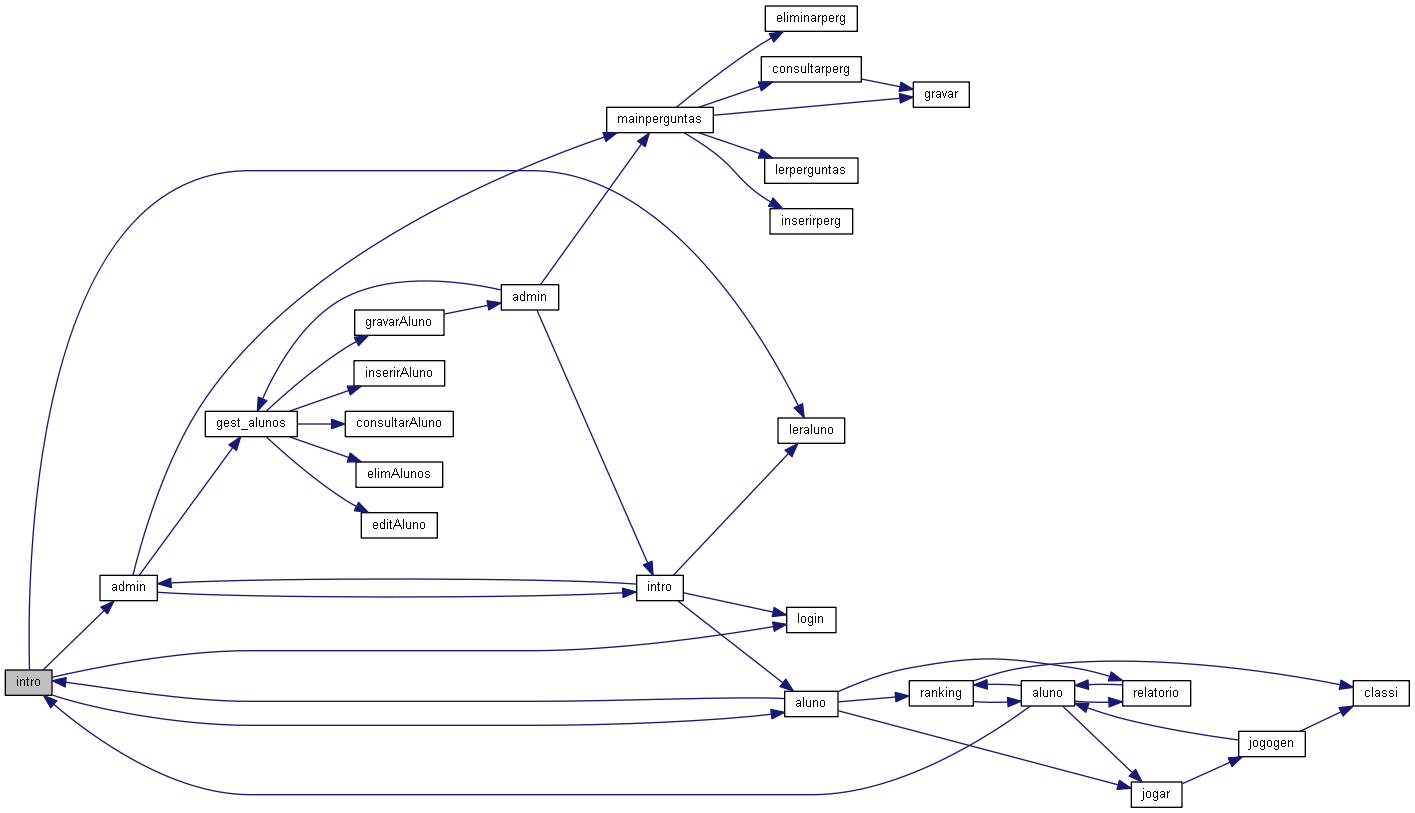 eliminarperg
consultarperg
gravar
mainperguntas
lerperguntas
inserirperg
admin
gravarAluno
inserirAluno
gest_alunos
consultarAluno
leraluno
elimAlunos
editAluno
admin
intro
login
intro
ranking
aluno
relatorio
classi
aluno
jogogen
jogar